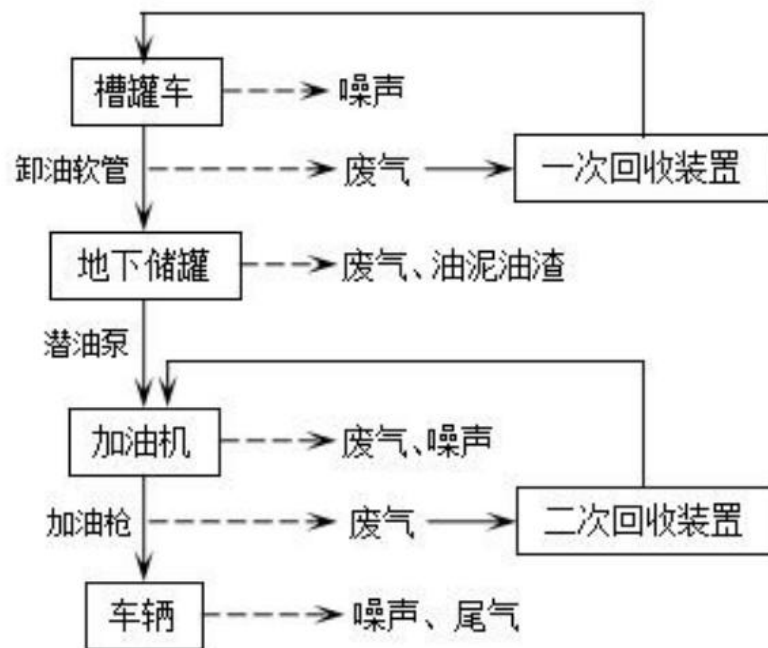 槽罐车
噪声
卸油软管
废气
一次回收装置
地下储罐
废气、油泥油渣
潜油泵
加油机
废气、噪声
加油枪
废气
二次回收装置
车辆
噪声、尾气